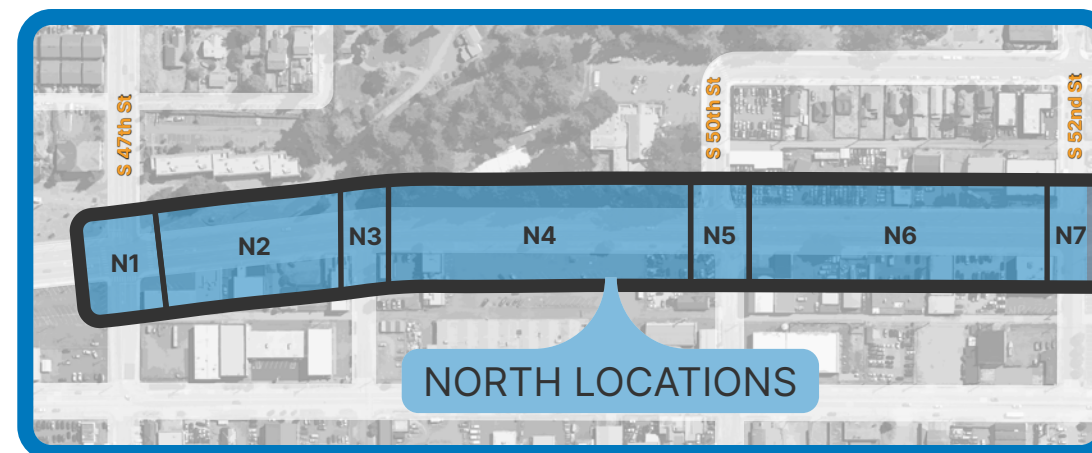 S 47th St
S 50th St
S 52nd St
N1
N2
N3
N4
N5
N6
N7
NORTH LOCATIONS